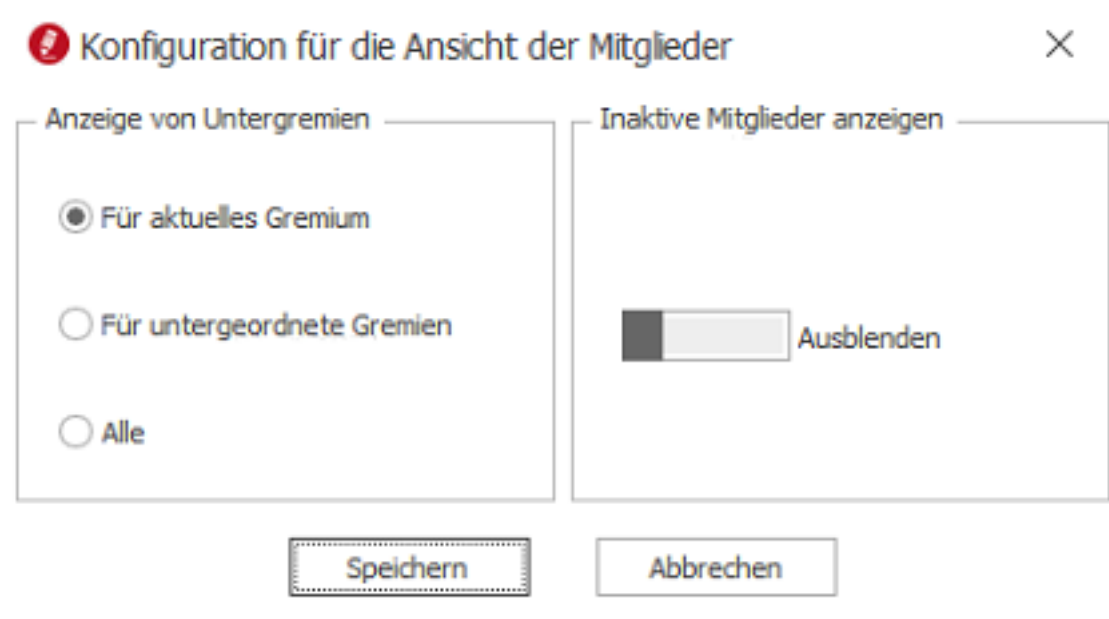 Konfiguration für die Ansicht der Mitglieder
Anzeige von Untergremien
Für aktuelles Gremium
Für untergeordnete Gremien
Alle
Inaktive Mitglieder anzeigen
Ausblenden
Speichern
Abbrechen